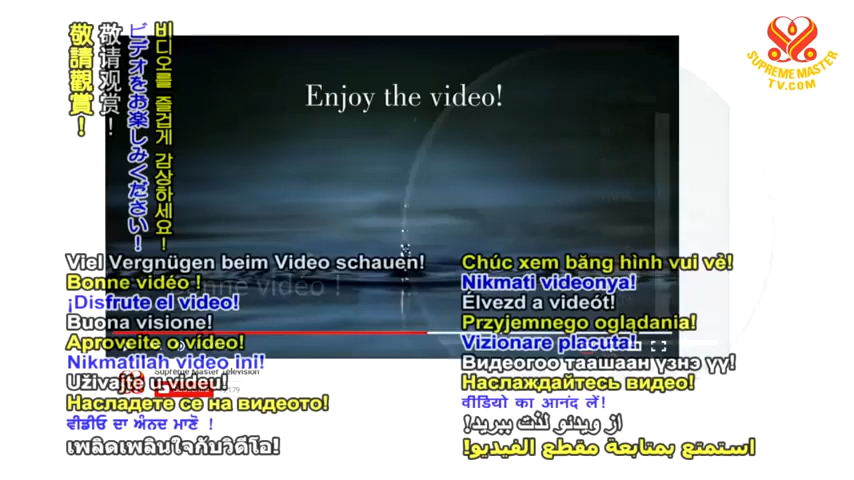 敬請觀賞！
敬请观赏！
ビデオをお楽しみください！
비디오를 즐겁게 감상하세요!
SUPREME MASTER
TV.COM
Enjoy the video!
Viel Vergnügen beim Video schauen!
Bonne vidéo !
¡Disfrute el video!
Buona visione!
Aproveite o vídeo!
Nikmatilah video ini!
Uživajte u videu!
Насладете се на видеото!
ਵੀਡੀਓ ਦਾ ਅੰਨਦ ਮਾਣੋ !
เพลิดเพลินใจกับวิดีโอ!
Chúc xem băng hình vui vẻ!
Nikmati videonya!
Élvezd a videót!
Przyjemnego oglądania!
Vizionare placuta!
Видеогоо таашаан үзнэ үү!
Наслаждайтесь видео!
वीडियो का आनंद लें!
از ویدئو لذت ببرید!
استمتع بمتابعة مقطع الفيديو!
Supreme Master Television